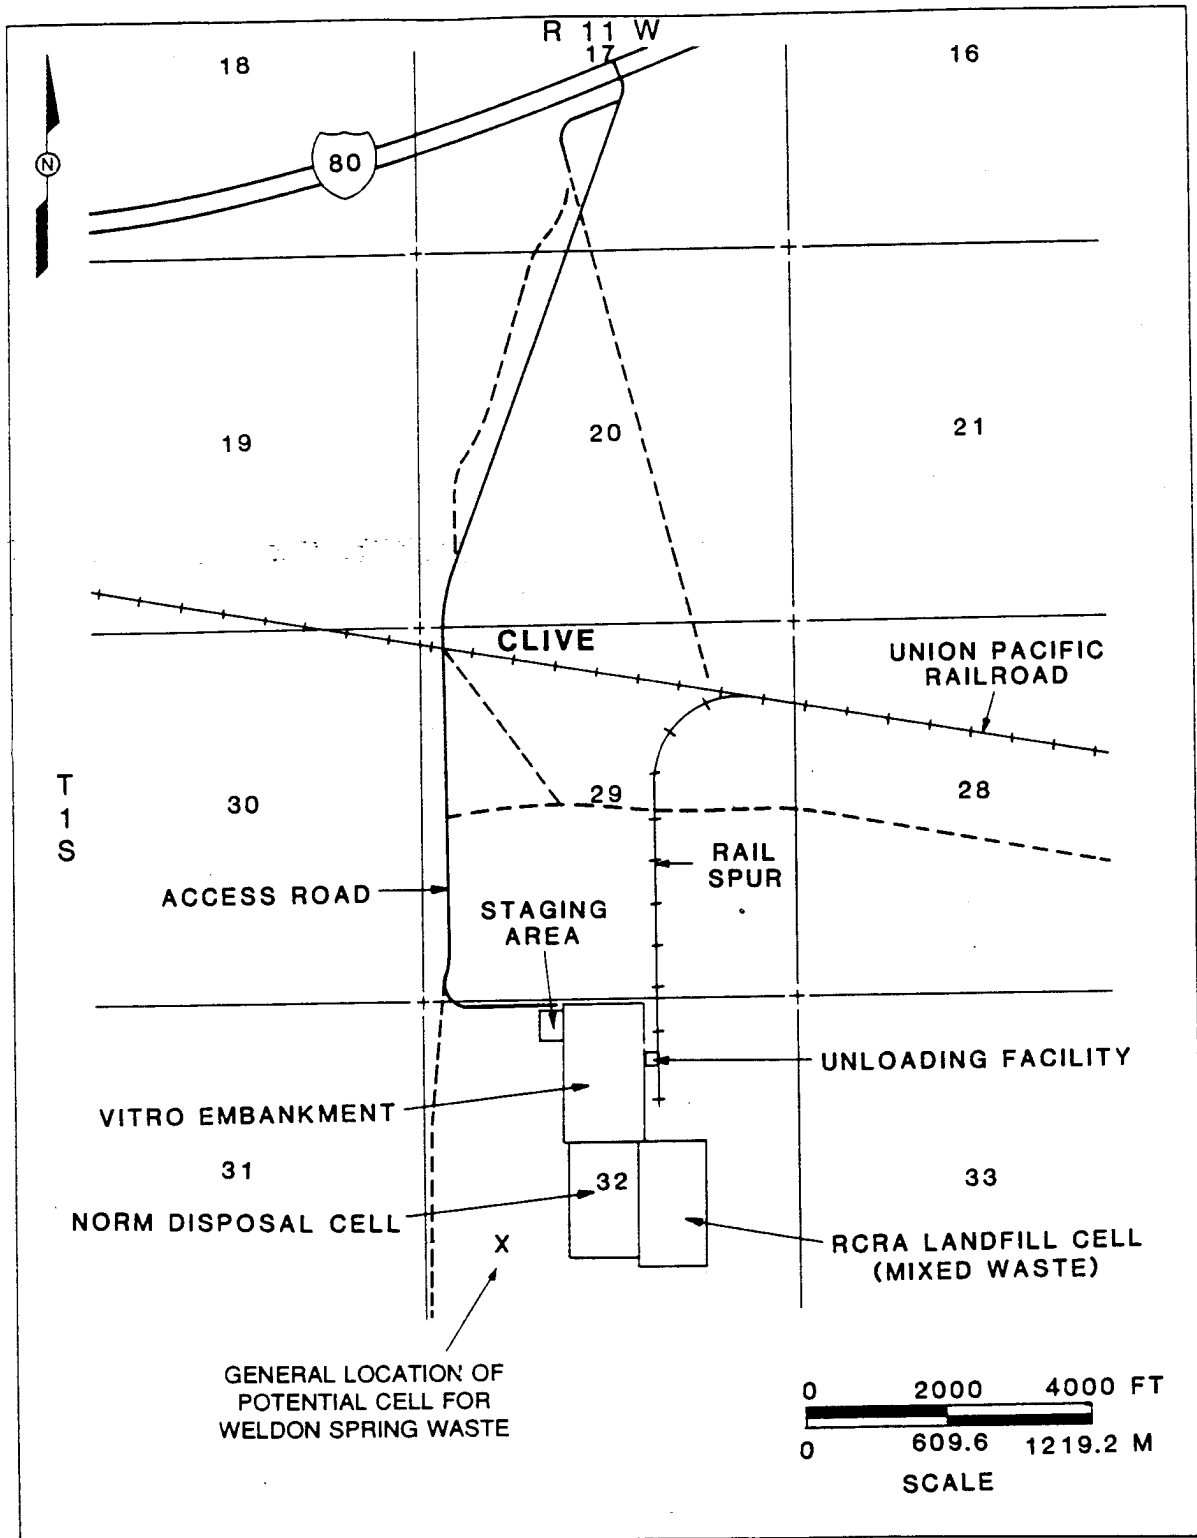 R 11 W
18
17
16
N
80
19
20
21
CLIVE
UNION PACIFIC
RAILROAD
T
1
S
30
29
28
RAIL
SPUR
ACCESS ROAD
STAGING
AREA
UNLOADING FACILITY
VITRO EMBANKMENT
31
32
33
NORM DISPOSAL CELL
X
RCRA LANDFILL CELL
(MIXED WASTE)
GENERAL LOCATION OF
POTENTIAL CELL FOR
WELDON SPRING WASTE
0 2000 4000 FT
0 609.6 1219.2 M
SCALE